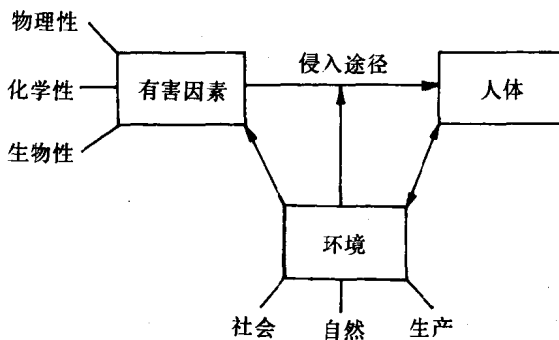 物理性
化学性
生物性
有害因素
侵入途径
人体
环境
社会
自然
生产